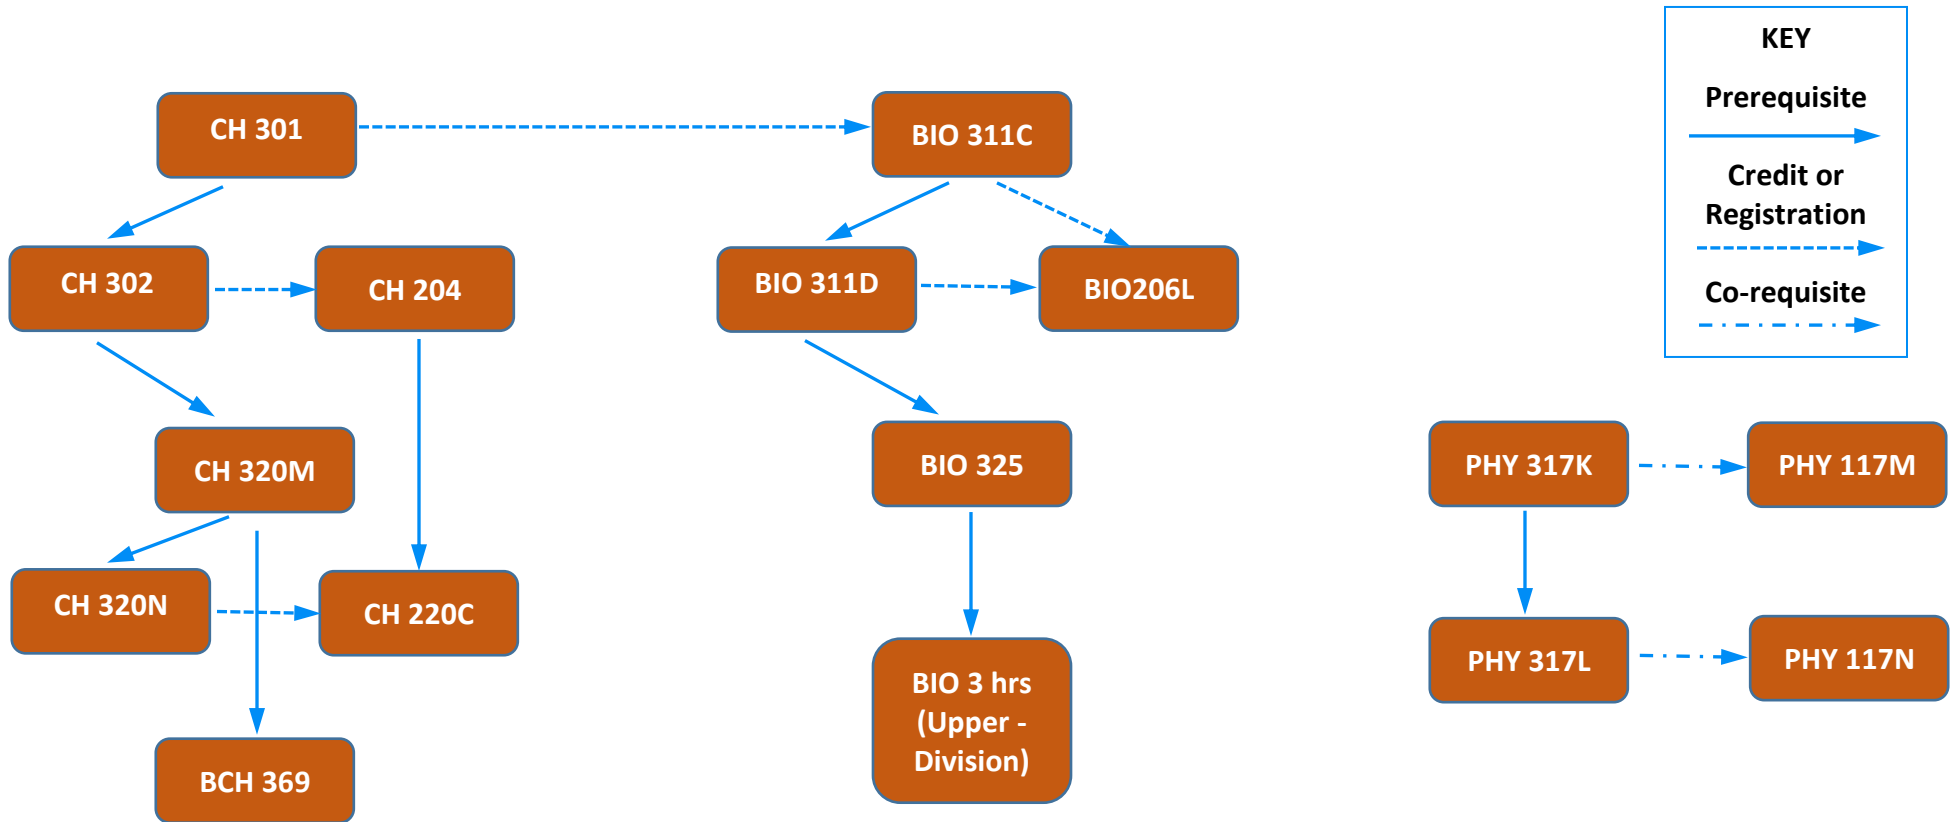 KEY
Prerequisite
Credit or
Registration
Co-requisite
CH 301
BIO 311C
CH 302
CH 204
BIO 311D
BIO206L
CH 320M
BIO 325
PHY 317K
PHY 117M
CH 320N
CH 220C
PHY 317L
PHY 117N
BIO 3 hrs
(Upper -
Division)
BCH 369